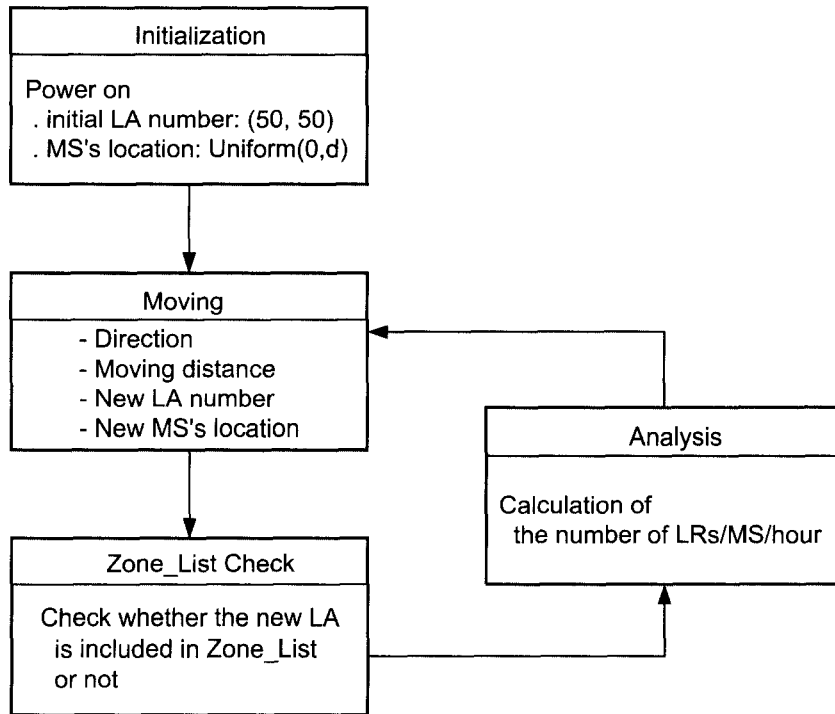 Initialization
Power on
. initial LA number: (50, 50)
. MS's location: Uniform(0,d)
Moving
- Direction
- Moving distance
- New LA number
- New MS's location
Analysis
Calculation of
the number of LRs/MS/hour
Zone_List Check
Check whether the new LA
is included in Zone_List
or not